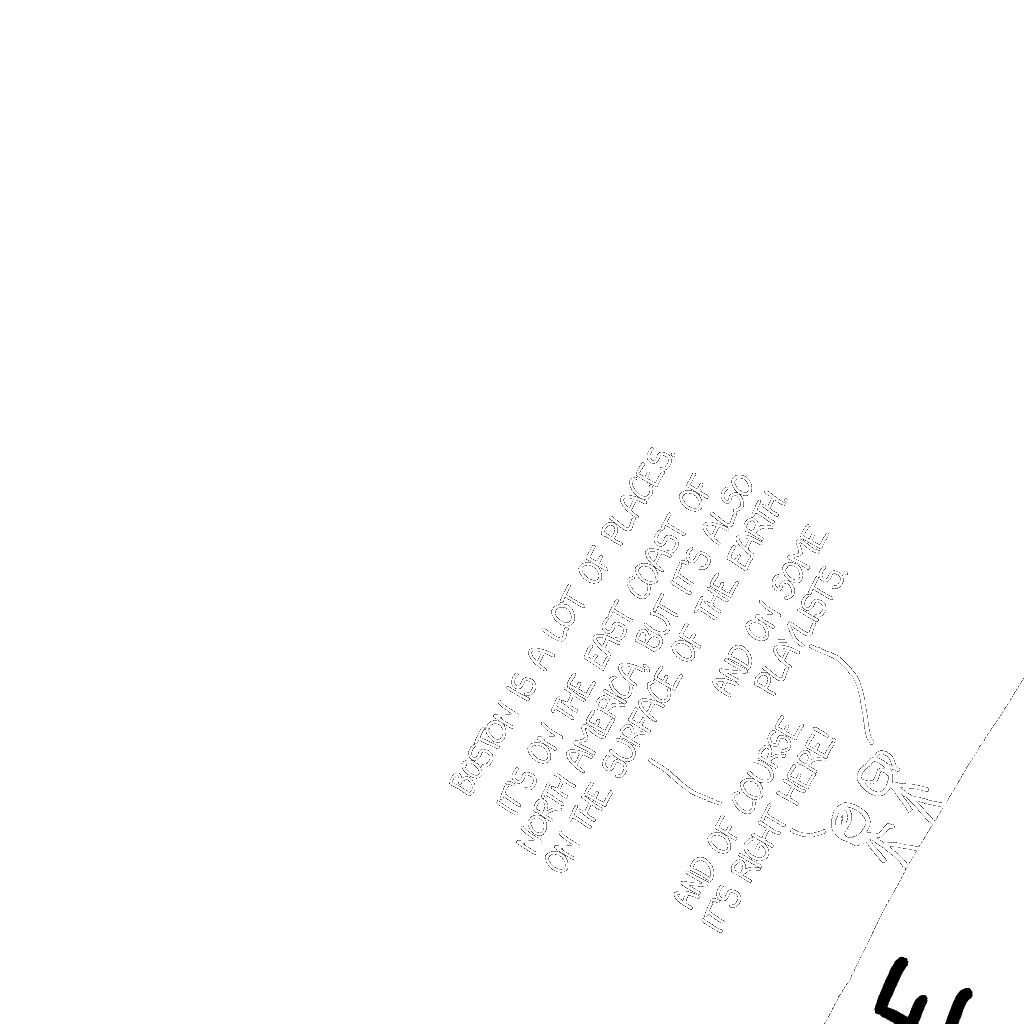 BOSTON IS A LOT OF PLACES.
IT'S ON THE EAST COAST OF
NORTH AMERICA, BUT IT'S ALSO
ON THE SURFACE OF THE EARTH.
AND ON SOME
PLAYLISTS.
AND OF COURSE
IT'S RIGHT HERE!